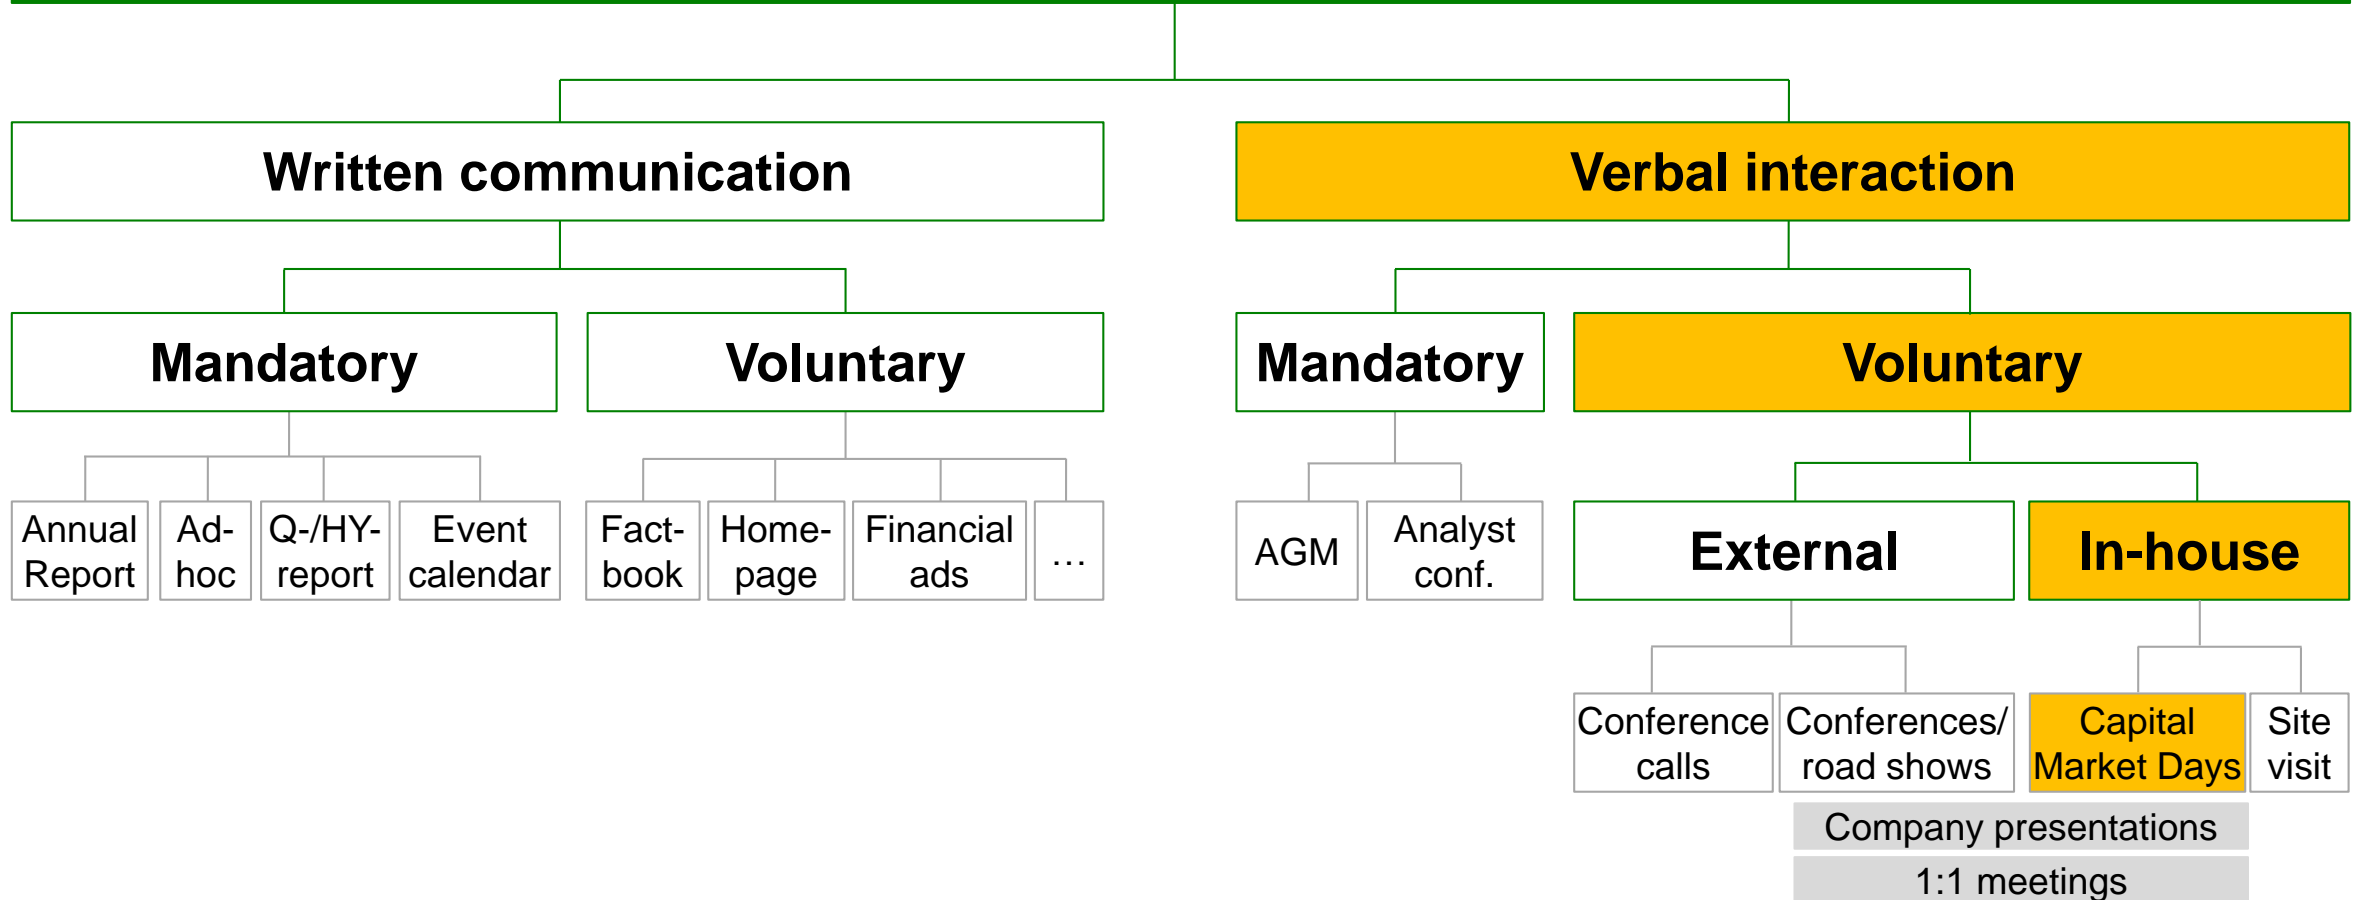 Written communication
Verbal interaction
Mandatory
Voluntary
Mandatory
Voluntary
Annual
Report
Ad-
hoc
Q-/HY-
report
Event
calendar
Fact-
book
Home-
page
Financial
ads
…
AGM
Analyst
conf.
External
In-house
Conference
calls
Conferences/
road shows
Capital
Market Days
Site
visit
Company presentations
1:1 meetings